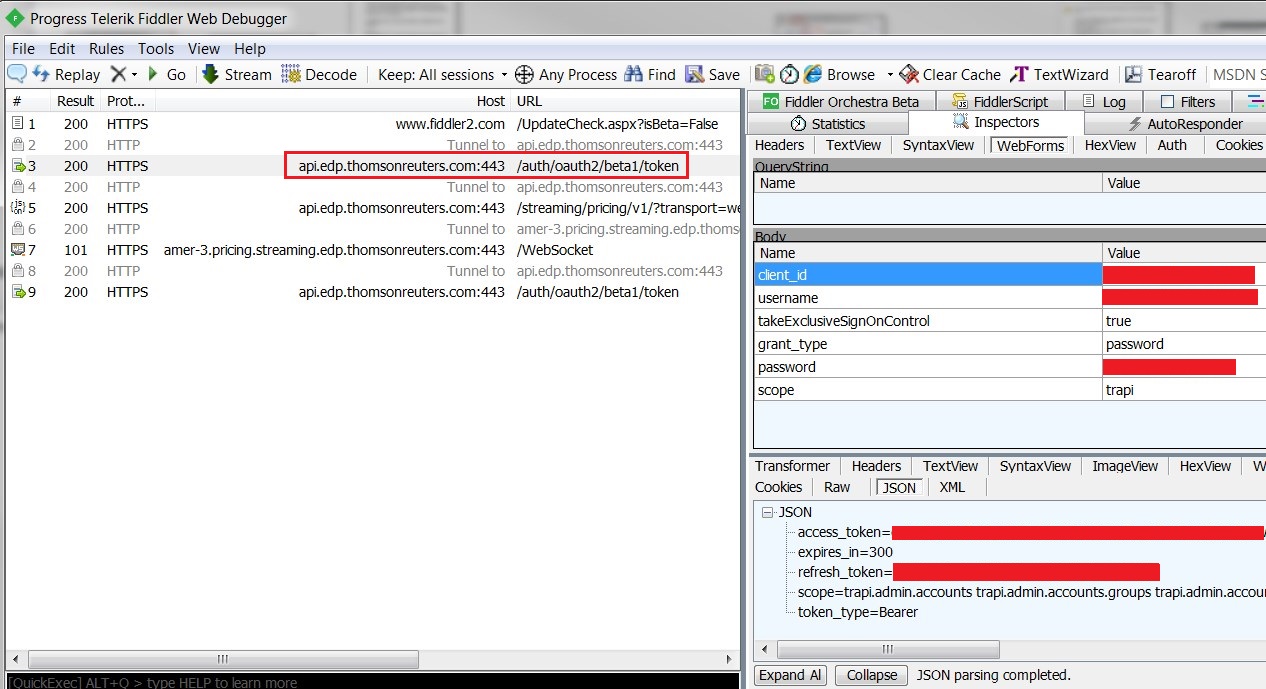 Progress Telerik Fiddler Web Debugger
File Edit Rules Tools View Help
Replay Go Stream Decode Keep: All sessions Any Process Find Save Browse Clear Cache TextWizard Tearoff MSDN S
# Result Prot... Host URL
1 200 HTTPS www.fiddler2.com /UpdateCheck.aspx?isBeta=False
2 200 HTTP Tunnel to api.edp.thomsonreuters.com:443
3 200 HTTPS api.edp.thomsonreuters.com:443 /auth/oauth2/beta1/token
4 200 HTTP Tunnel to api.edp.thomsonreuters.com:443
5 200 HTTPS api.edp.thomsonreuters.com:443 /streaming/pricing/v1/?transport=we
6 200 HTTP Tunnel to amer-3.pricing.streaming.edp.thoms
7 101 HTTPS amer-3.pricing.streaming.edp.thomsonreuters.com:443 /WebSocket
8 200 HTTP Tunnel to api.edp.thomsonreuters.com:443
9 200 HTTPS api.edp.thomsonreuters.com:443 /auth/oauth2/beta1/token
[QuickExec] ALT+Q > type HELP to learn more
FO Fiddler Orchestra Beta FiddlerScript Log Filters
Statistics Inspectors AutoResponder
Headers TextView SyntaxView WebForms HexView Auth Cookies
QueryString
Name Value
Body
Name Value
client_id
username
takeExclusiveSignOnControl true
grant_type password
password
scope trapi
Transformer Headers TextView SyntaxView ImageView HexView W
Cookies Raw JSON XML
JSON
access_token=
expires_in=300
refresh_token=
scope=trapi.admin.accounts trapi.admin.accounts.groups trapi.admin.accou
token_type=Bearer
Expand Al Collapse JSON parsing completed.